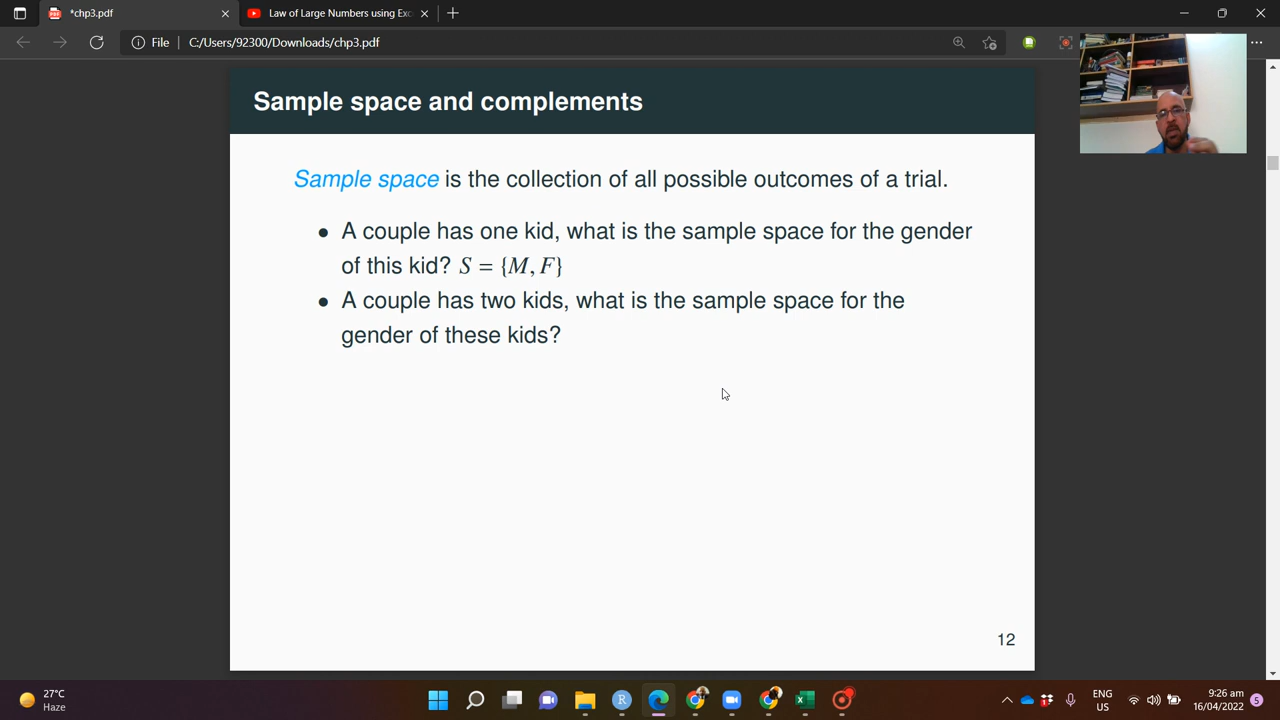 *chp3.pdf
Law of Large Numbers using Exc
File
C:/Users/92300/Downloads/chp3.pdf
Sample space and complements
Sample space is the collection of all possible outcomes of a trial.
• A couple has one kid, what is the sample space for the gender
of this kid? S = {M, F}
• A couple has two kids, what is the sample space for the
gender of these kids?
12
27°C
Haze
ENG
US
9:26 am
16/04/2022
5